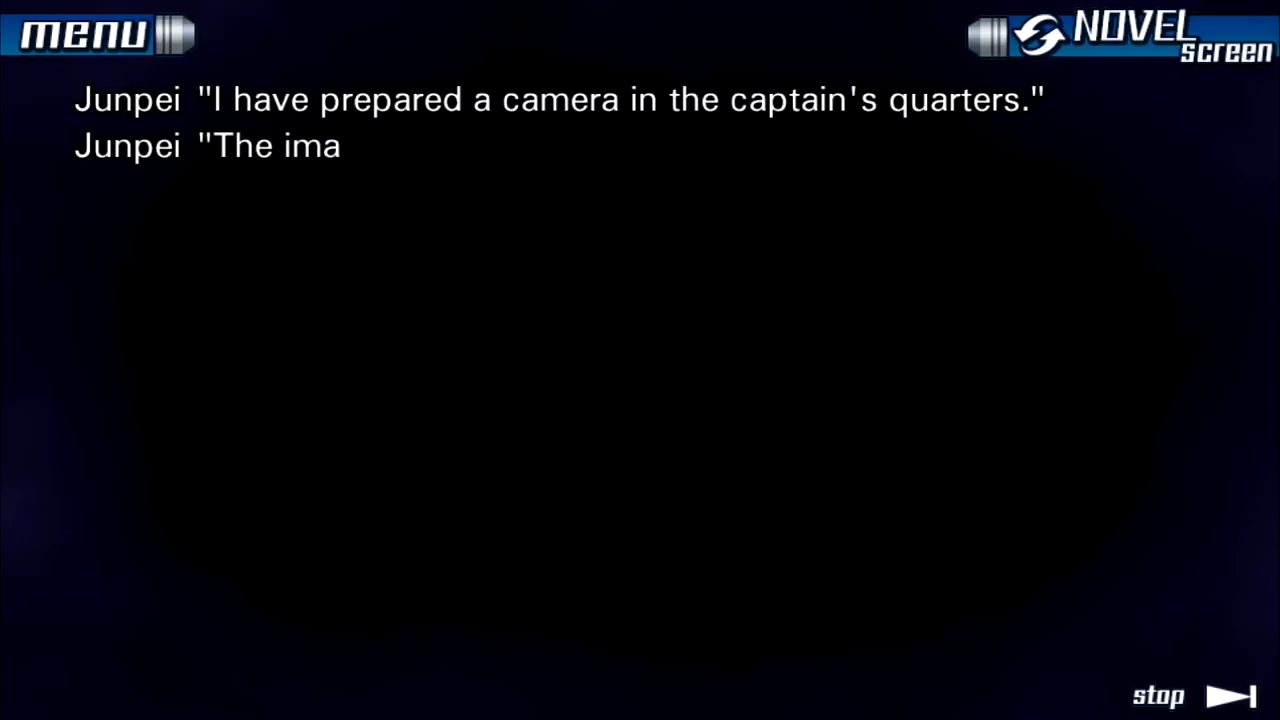 menu
NOVEL
screen
Junpei "I have prepared a camera in the captain's quarters."
Junpei "The ima
stop